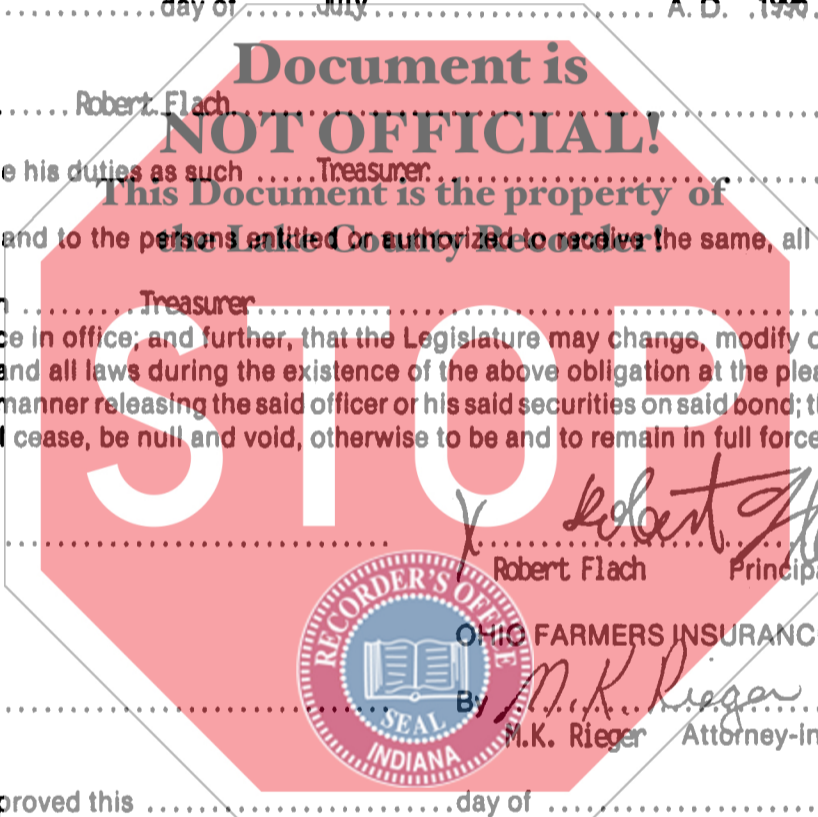 day of ..... July ..... A. D. , 1990.
Document is
Robert Flach
NOT OFFICIAL!
e his duties as such ..... Treasurer
This Document is the property of
and to the persons entitled or authorized to receive the same, all
the Lake County Recorder!
Treasurer
ce in office; and further, that the Legislature may change, modify o
and all laws during the existence of the above obligation at the plea
manner releasing the said officer or his said securities on said bond; t
cease, be null and void, otherwise to be and to remain in full force
STOP
X Robert Fl
Robert Flach Principa
RECORDER'S OFFICE
SEAL
INDIANA
OHIO FARMERS INSURANC
By M.K. Rieger
M.K. Rieger Attorney-in
proved this ..... day of .....